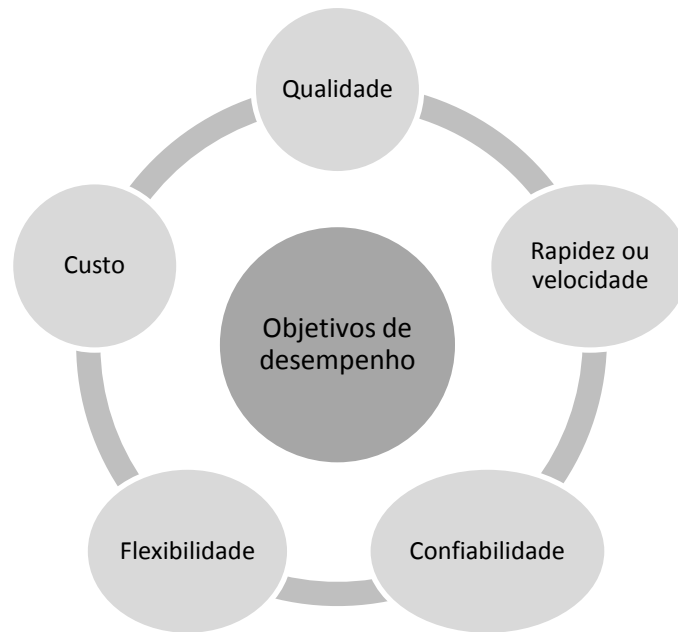 Qualidade
Rapidez ou
velocidade
Confiabilidade
Flexibilidade
Custo
Objetivos de
desempenho